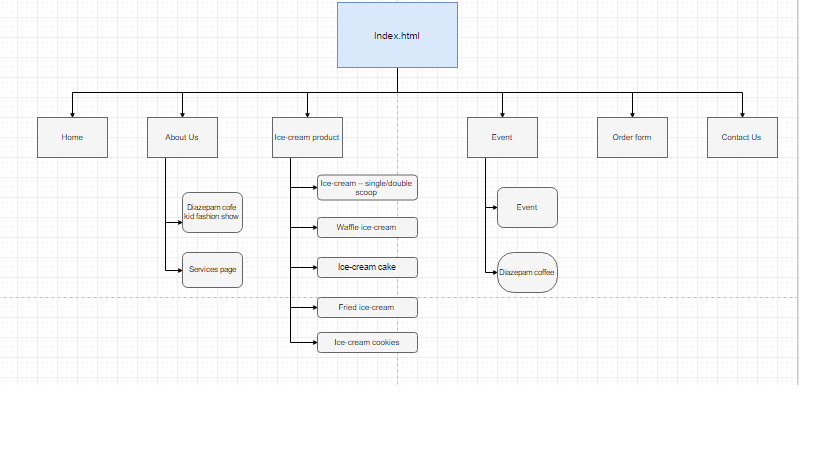 Index.html
Home
About Us
Ice-cream product
Event
Order form
Contact Us
Diazepam cofe
kid fashion show
Services page
Ice-cream – single/double
scoop
Waffle ice-cream
Ice-cream cake
Fried ice-cream
Ice-cream cookies
Event
Diazepam coffee